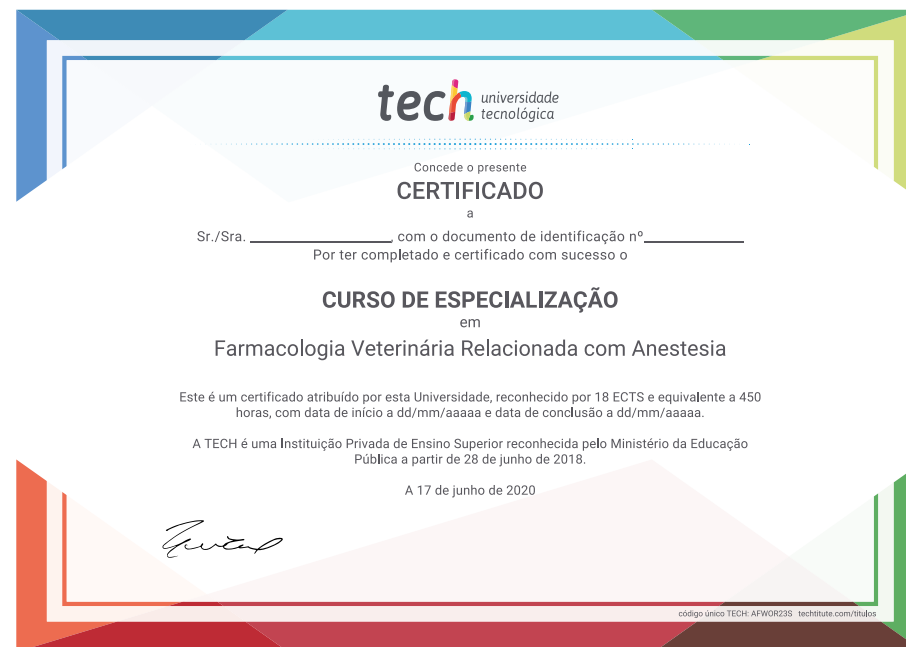 tech universidade
tecnológica
Concede o presente
CERTIFICADO
a
Sr./Sra. ________________, com o documento de identificação nº___________
Por ter completado e certificado com sucesso o
CURSO DE ESPECIALIZAÇÃO
em
Farmacologia Veterinária Relacionada com Anestesia
Este é um certificado atribuído por esta Universidade, reconhecido por 18 ECTS e equivalente a 450
horas, com data de início a dd/mm/aaaaa e data de conclusão a dd/mm/aaaaa.
A TECH é uma Instituição Privada de Ensino Superior reconhecida pelo Ministério da Educação
Pública a partir de 28 de junho de 2018.
A 17 de junho de 2020
código único TECH: AFWOR23S techtitute.com/titulos